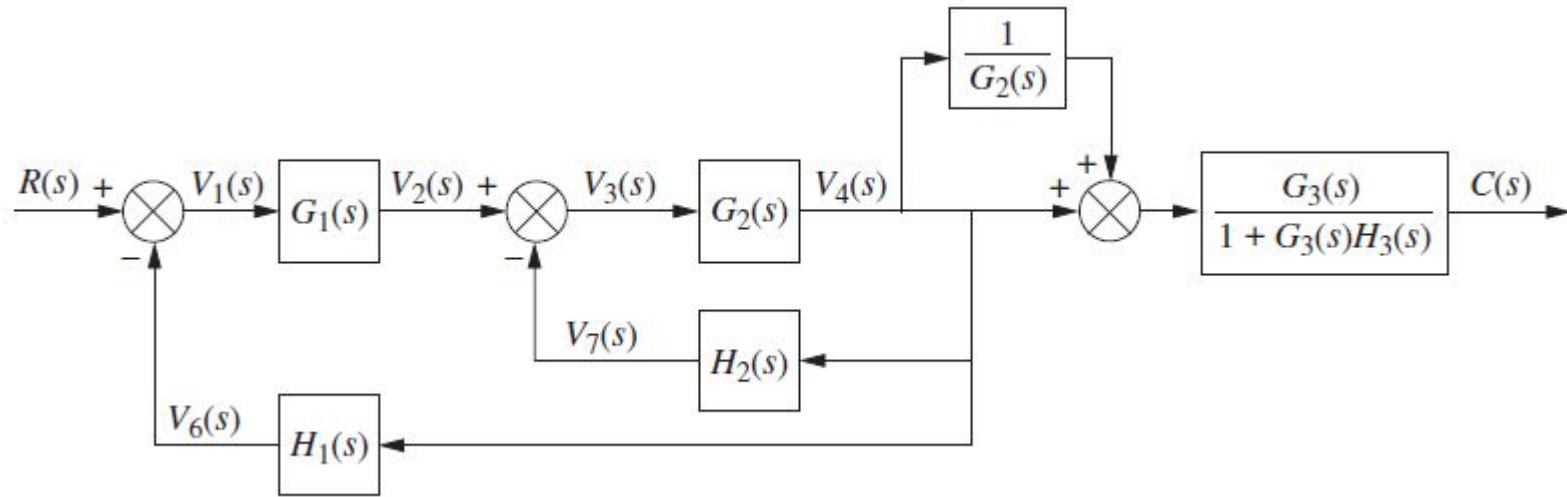 1
G2(s)
R(s) + V1(s) G1(s) V2(s) + V3(s) G2(s) V4(s) + + G3(s) C(s)
1 + G3(s)H3(s)
− −
V7(s) H2(s)
V6(s) H1(s)